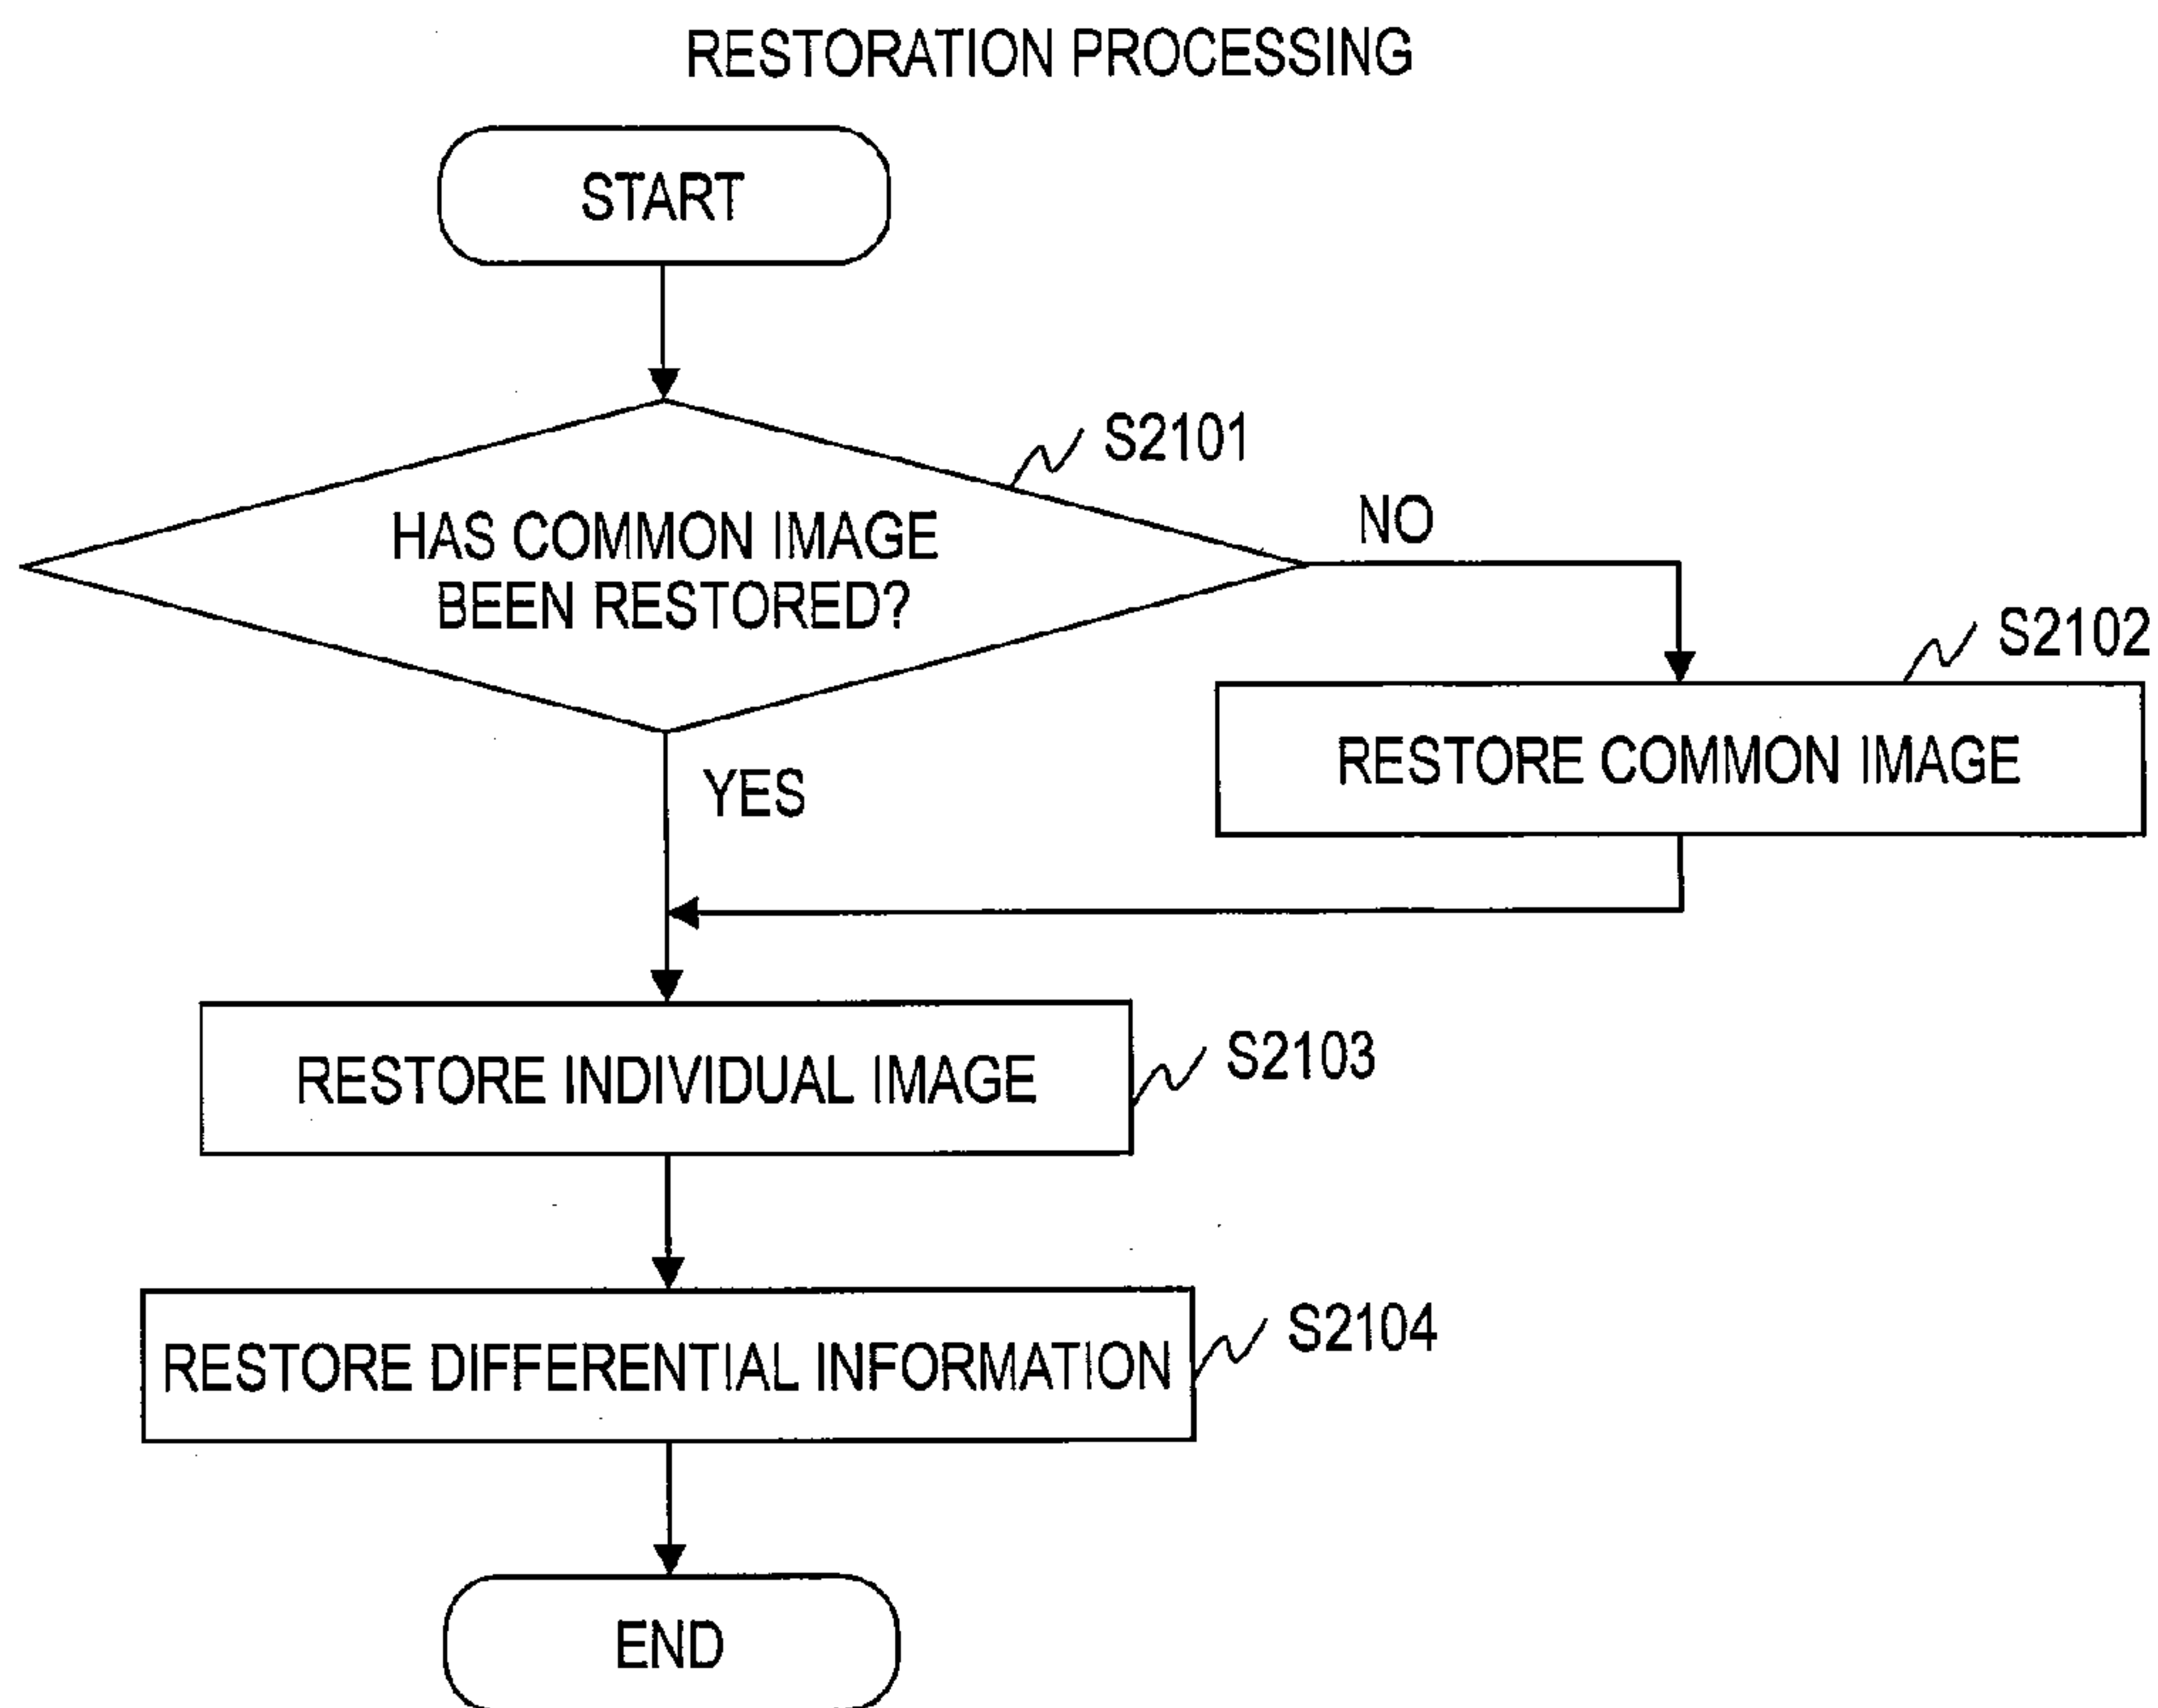 RESTORATION PROCESSING
START
S2101
HAS COMMON IMAGE
BEEN RESTORED?
NO
S2102
RESTORE COMMON IMAGE
YES
RESTORE INDIVIDUAL IMAGE
S2103
RESTORE DIFFERENTIAL INFORMATION
S2104
END